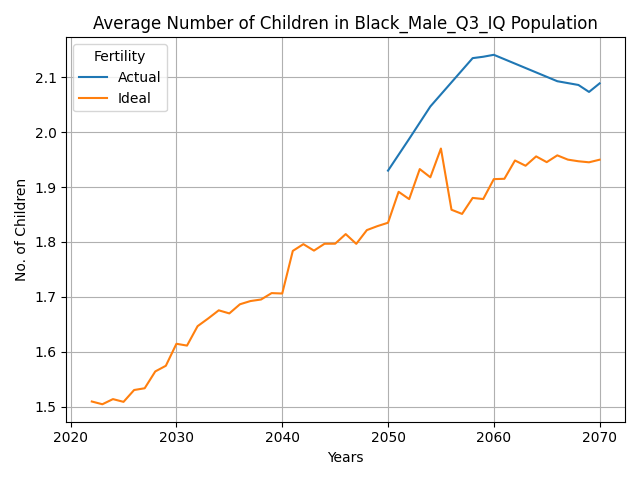 Average Number of Children in Black_Male_Q3_IQ Population
Fertility
Actual
Ideal
No. of Children
2.1
2.0
1.9
1.8
1.7
1.6
1.5
2020 2030 2040 2050 2060 2070
Years